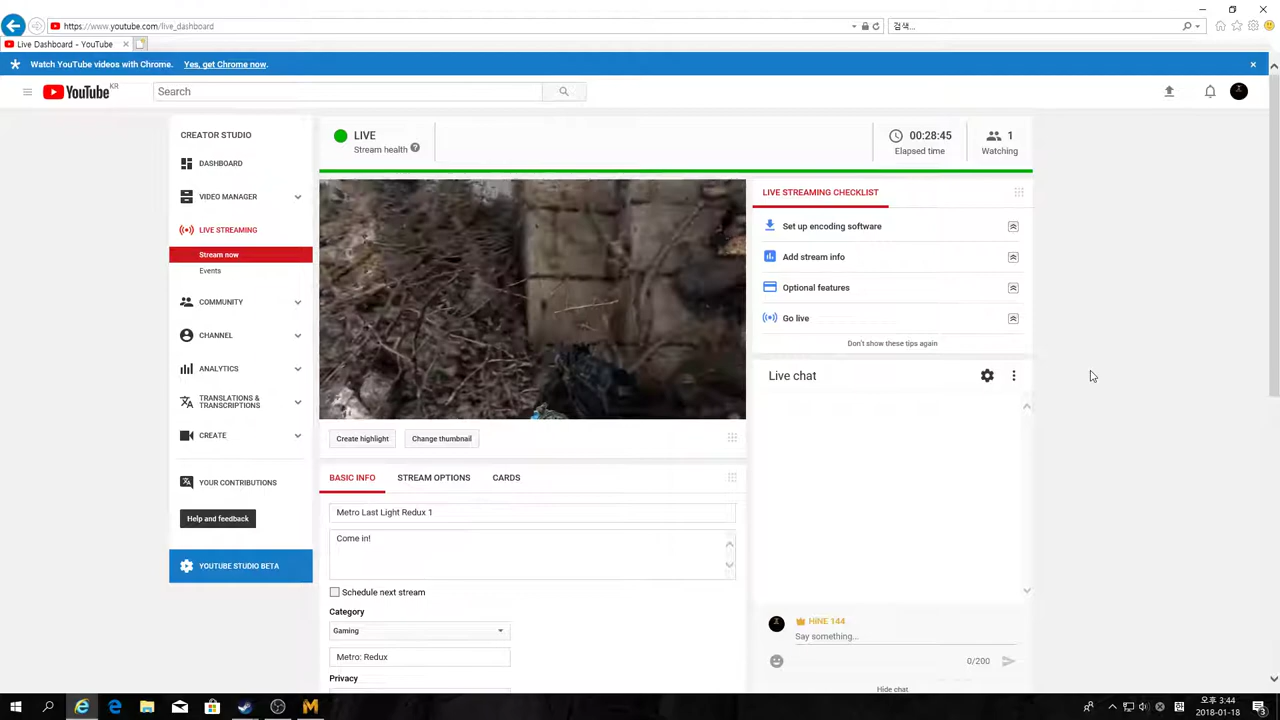 https://www.youtube.com/live_dashboard
검색...
Live Dashboard - YouTube
Watch YouTube videos with Chrome. Yes, get Chrome now.
YouTube KR
Search
CREATOR STUDIO
DASHBOARD
VIDEO MANAGER
LIVE STREAMING
Stream now
Events
COMMUNITY
CHANNEL
ANALYTICS
TRANSLATIONS &
TRANSCRIPTIONS
CREATE
YOUR CONTRIBUTIONS
Help and feedback
YOUTUBE STUDIO BETA
LIVE
Stream health ?
00:28:45
Elapsed time
1
Watching
Create highlight
Change thumbnail
BASIC INFO
STREAM OPTIONS
CARDS
Metro Last Light Redux 1
Come in!
Schedule next stream
Category
Gaming
Metro: Redux
Privacy
LIVE STREAMING CHECKLIST
Set up encoding software
Add stream info
Optional features
Go live
Don't show these tips again
Live chat
HiNE 144
Say something...
0/200
Hide chat
오후 3:44
2018-01-18
3